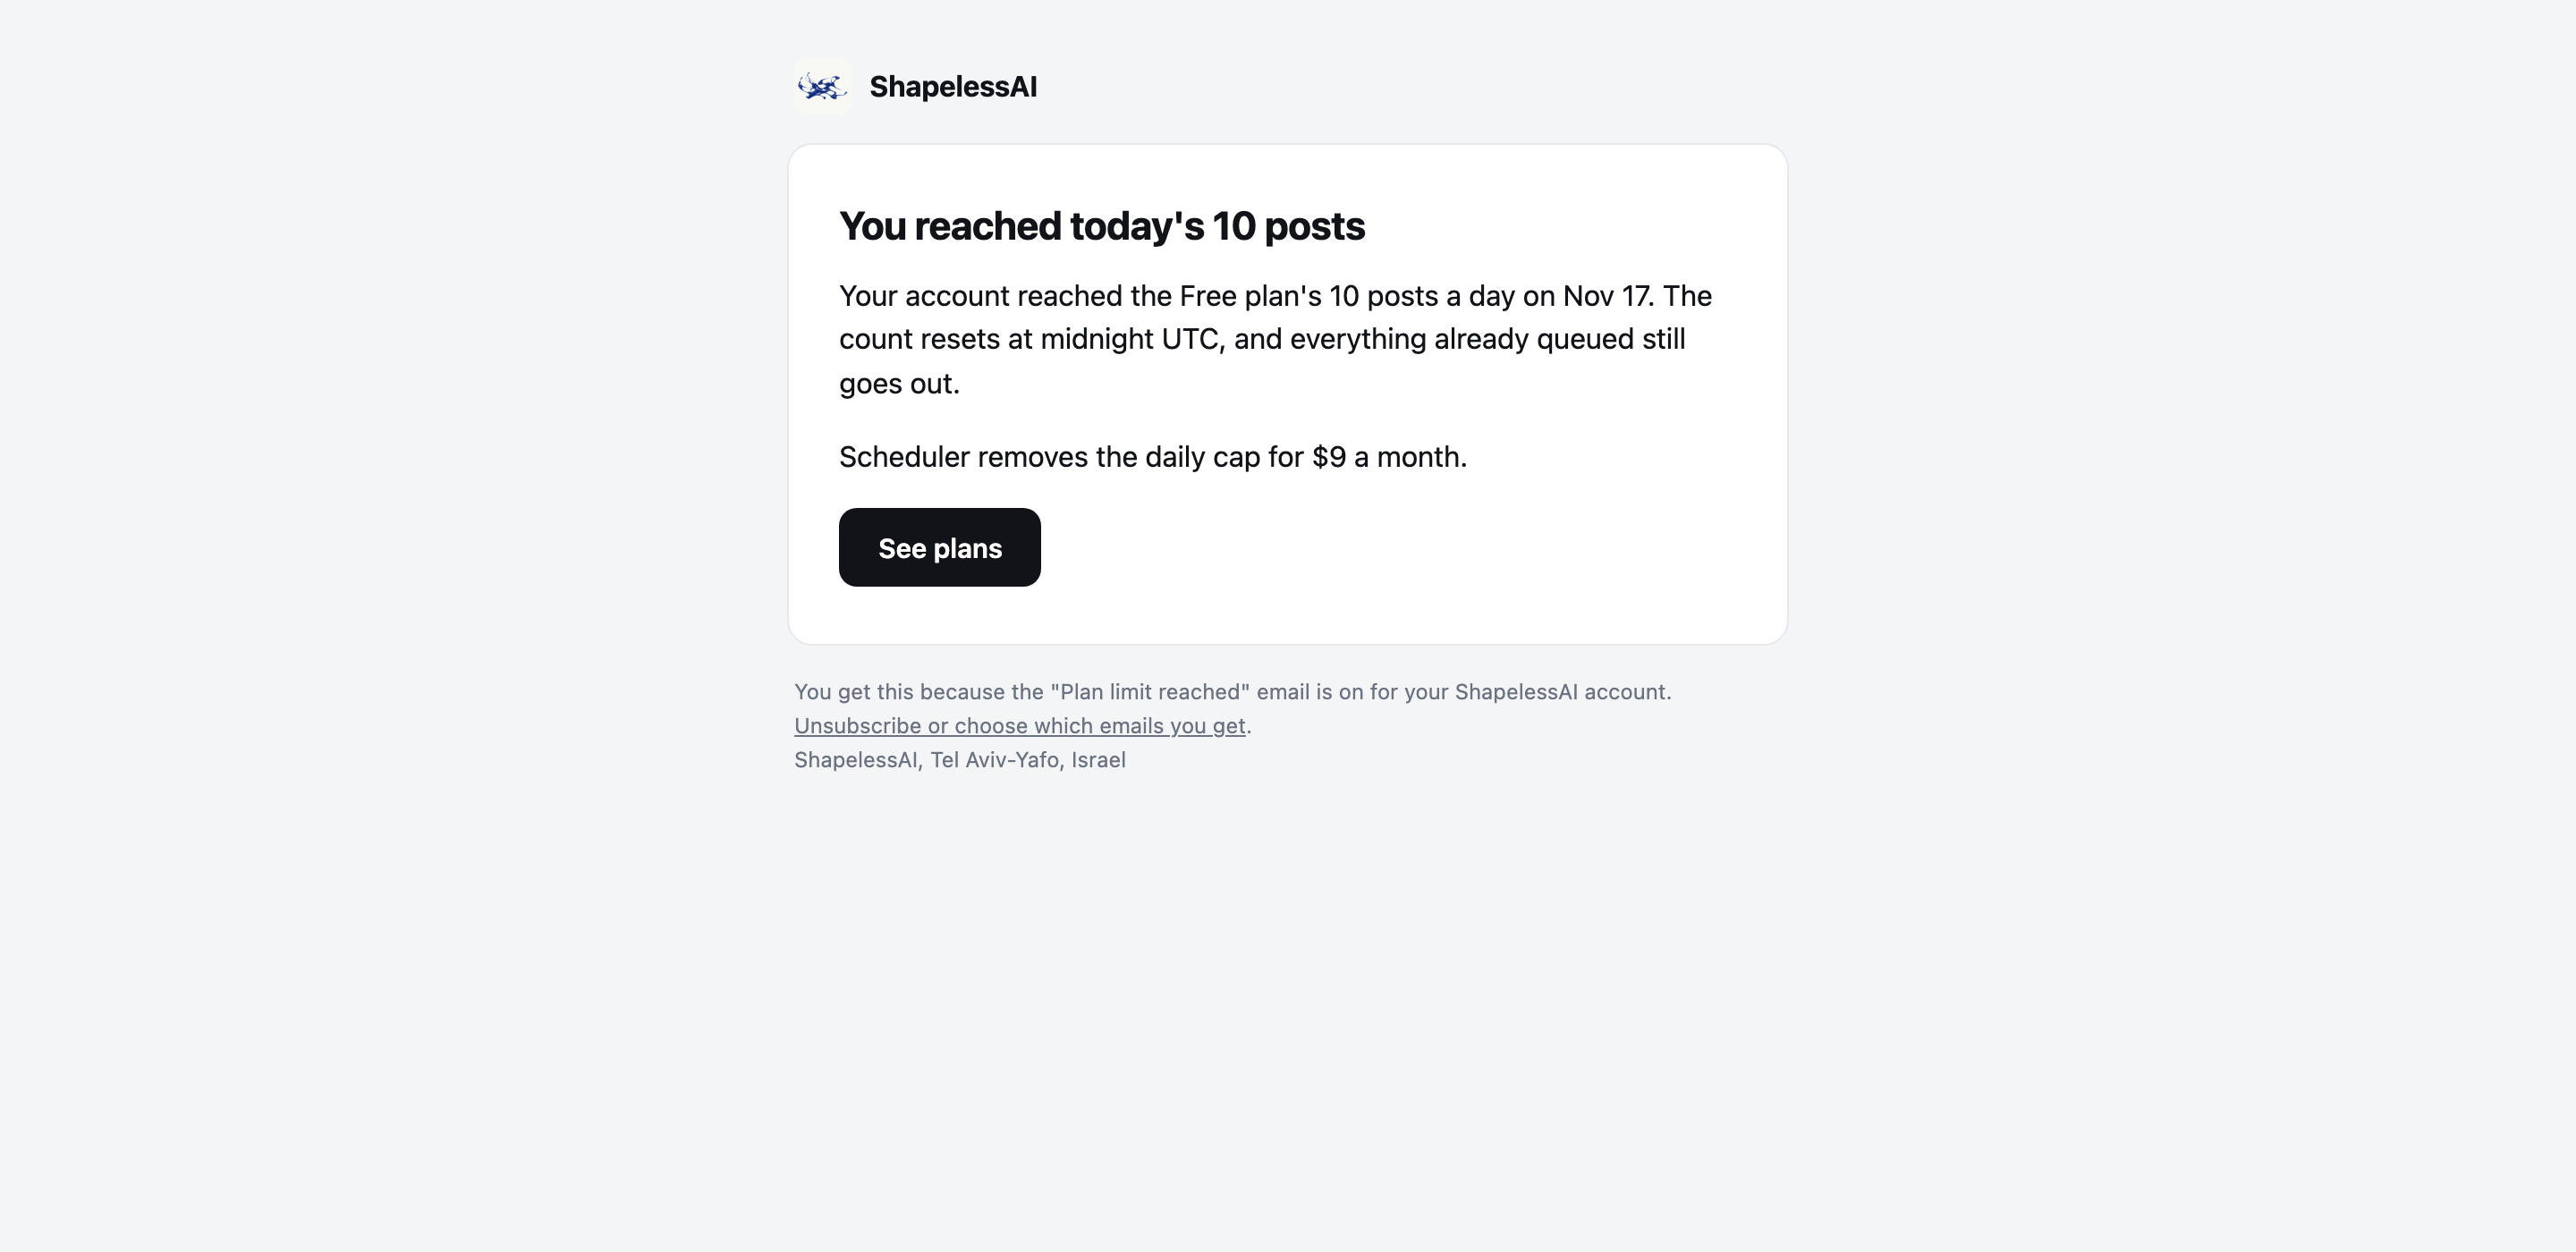 ShapelessAI
You reached today's 10 posts
Your account reached the Free plan's 10 posts a day on Nov 17. The
count resets at midnight UTC, and everything already queued still
goes out.
Scheduler removes the daily cap for $9 a month.
See plans
You get this because the "Plan limit reached" email is on for your ShapelessAI account.
Unsubscribe or choose which emails you get.
ShapelessAI, Tel Aviv-Yafo, Israel